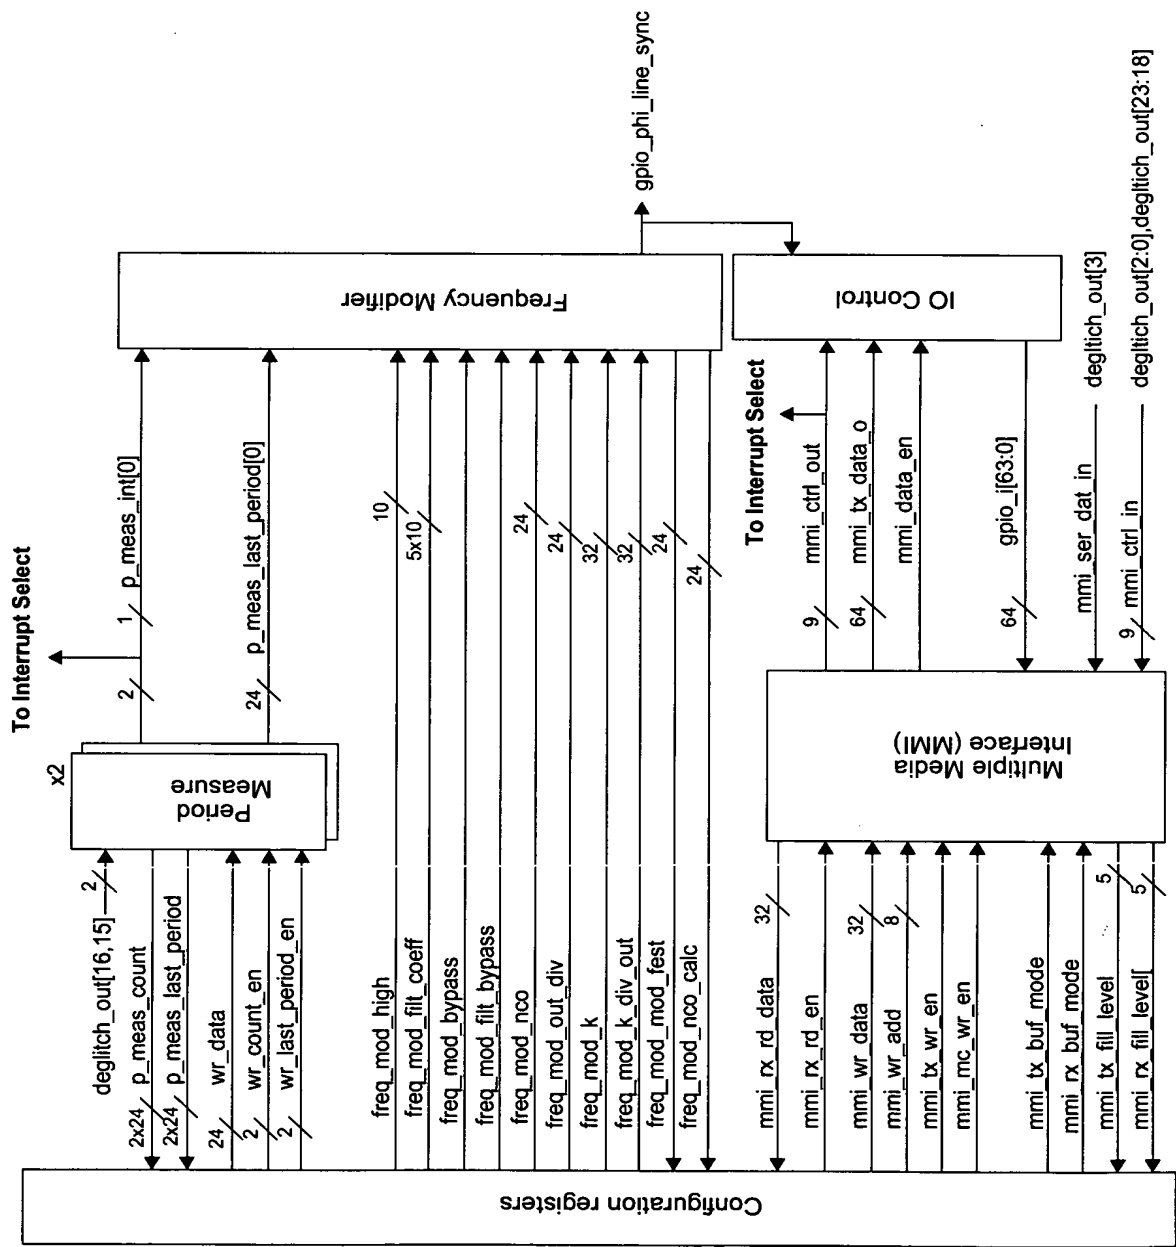 To Interrupt Select
x2
Period
Measure
deglitch_out[16,15]
2
2x24
p_meas_count
2x24
p_meas_last_period
24
wr_data
2
wr_count_en
2
wr_last_period_en
2
1
p_meas_int[0]
24
p_meas_last_period[0]
Frequency Modifier
freq_mod_high
10
freq_mod_filt_coeff
5x10
freq_mod_bypass
freq_mod_filt_bypass
freq_mod_nco
24
freq_mod_out_div
24
freq_mod_k
32
freq_mod_k_div_out
32
freq_mod_mod_fest
24
freq_mod_nco_calc
24
gpio_phi_line_sync
To Interrupt Select
IO Control
9
mmi_ctrl_out
64
mmi_tx_data_o
mmi_data_en
64
gpio_i[63:0]
mmi_ser_dat_in
degltich_out[3]
9
mmi_ctrl_in
degltich_out[2:0],degltich_out[23:18]
Multiple Media
Interface (MMI)
mmi_rx_rd_data
32
mmi_rx_rd_en
mmi_wr_data
32
mmi_wr_add
8
mmi_tx_wr_en
mmi_mc_wr_en
mmi_tx_buf_mode
mmi_rx_buf_mode
mmi_tx_fill_level
5
mmi_rx_fill_level[
5
Configuration registers